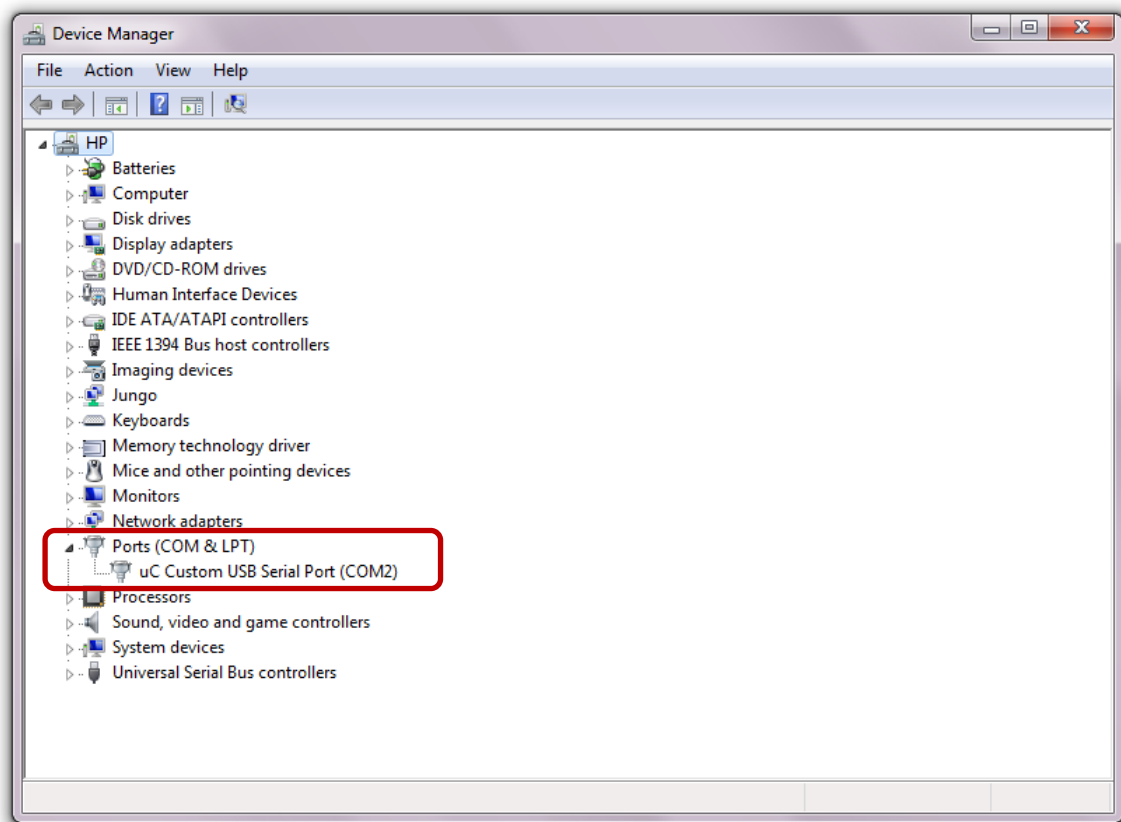 Device Manager
File Action View Help
HP
Batteries
Computer
Disk drives
Display adapters
DVD/CD-ROM drives
Human Interface Devices
IDE ATA/ATAPI controllers
IEEE 1394 Bus host controllers
Imaging devices
Jungo
Keyboards
Memory technology driver
Mice and other pointing devices
Monitors
Network adapters
Ports (COM & LPT)
uC Custom USB Serial Port (COM2)
Processors
Sound, video and game controllers
System devices
Universal Serial Bus controllers